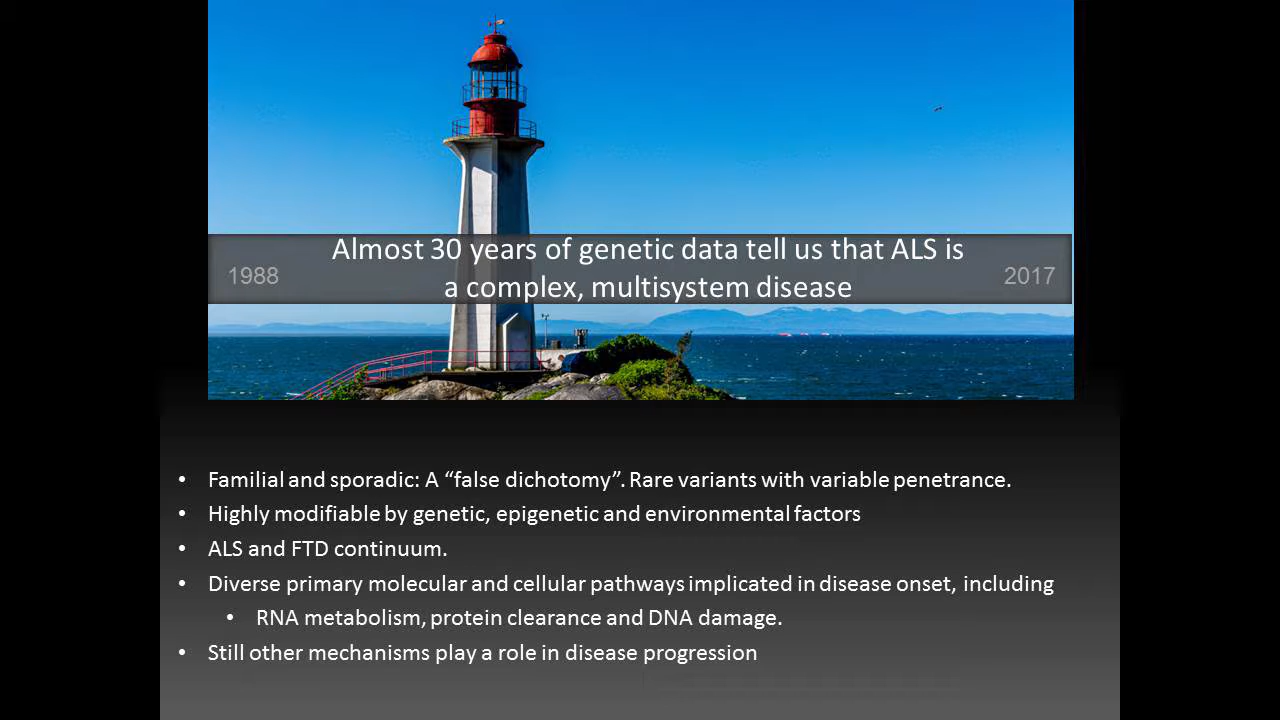 Almost 30 years of genetic data tell us that ALS is
a complex, multisystem disease
1988
2017
• Familial and sporadic: A “false dichotomy”. Rare variants with variable penetrance.
• Highly modifiable by genetic, epigenetic and environmental factors
• ALS and FTD continuum.
• Diverse primary molecular and cellular pathways implicated in disease onset, including
• RNA metabolism, protein clearance and DNA damage.
• Still other mechanisms play a role in disease progression